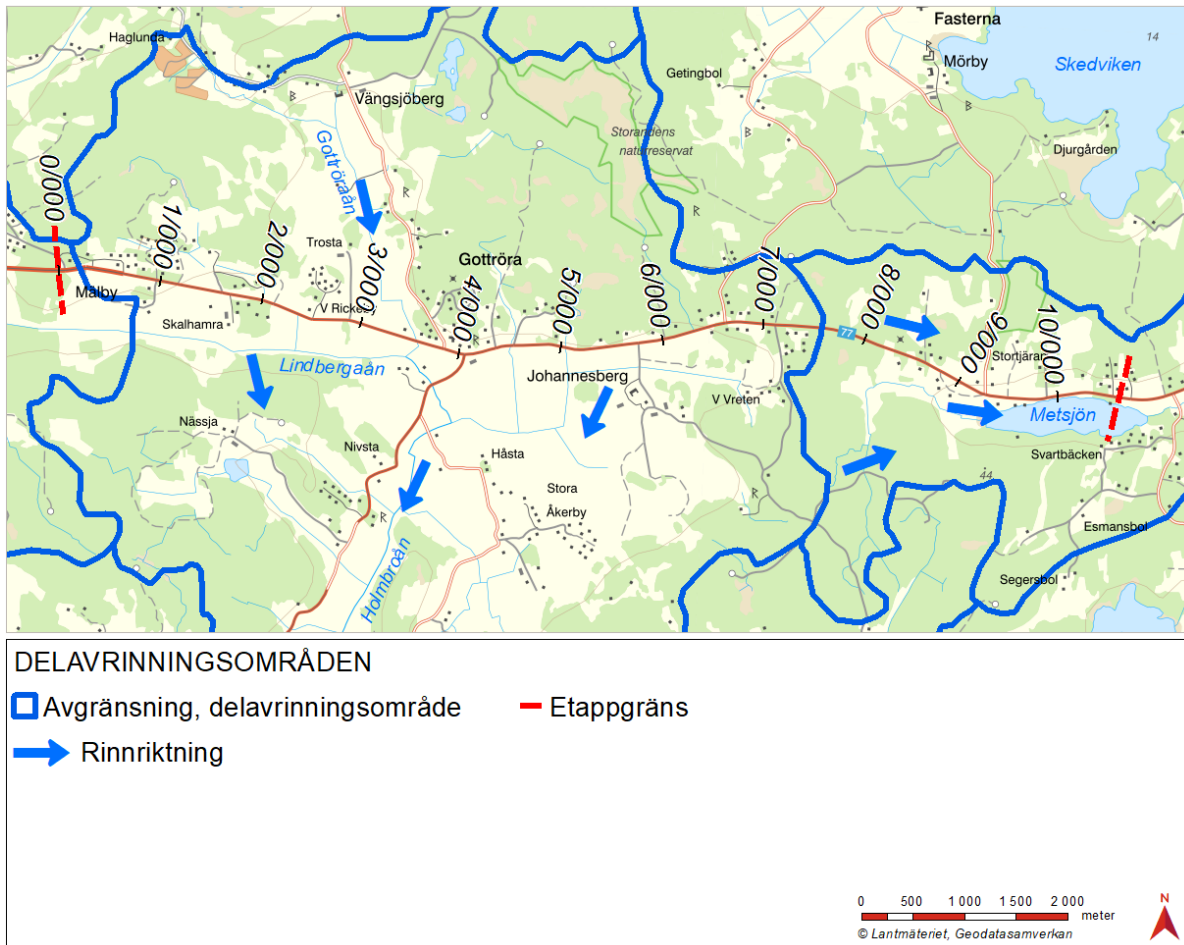 Fasterna
Haglunda
14
Mörby
Skedviken
Getingbol
Vängsjöberg
Gottröraån
Storandens
naturreservat
Djurgården
0/000
1/000
2/000
3/000
4/000
5/000
6/000
7/000
8/000
9/000
10/000
Trosta
Gottröra
Mälby
V Rickeby
Skalhamra
77
Stortjäran
Lindbergaån
Johannesberg
V Vreten
Metsjön
Nässja
Nivsta
Håsta
Svartbäcken
Stora
Åkerby
44
Holmbroån
Esmansbol
Segersbol
DELAVRINNINGSOMRÅDEN
Avgränsning, delavrinningsområde
Etappgräns
Rinnriktning
0 500 1 000 1 500 2 000
meter
N
© Lantmäteriet, Geodatasamverkan